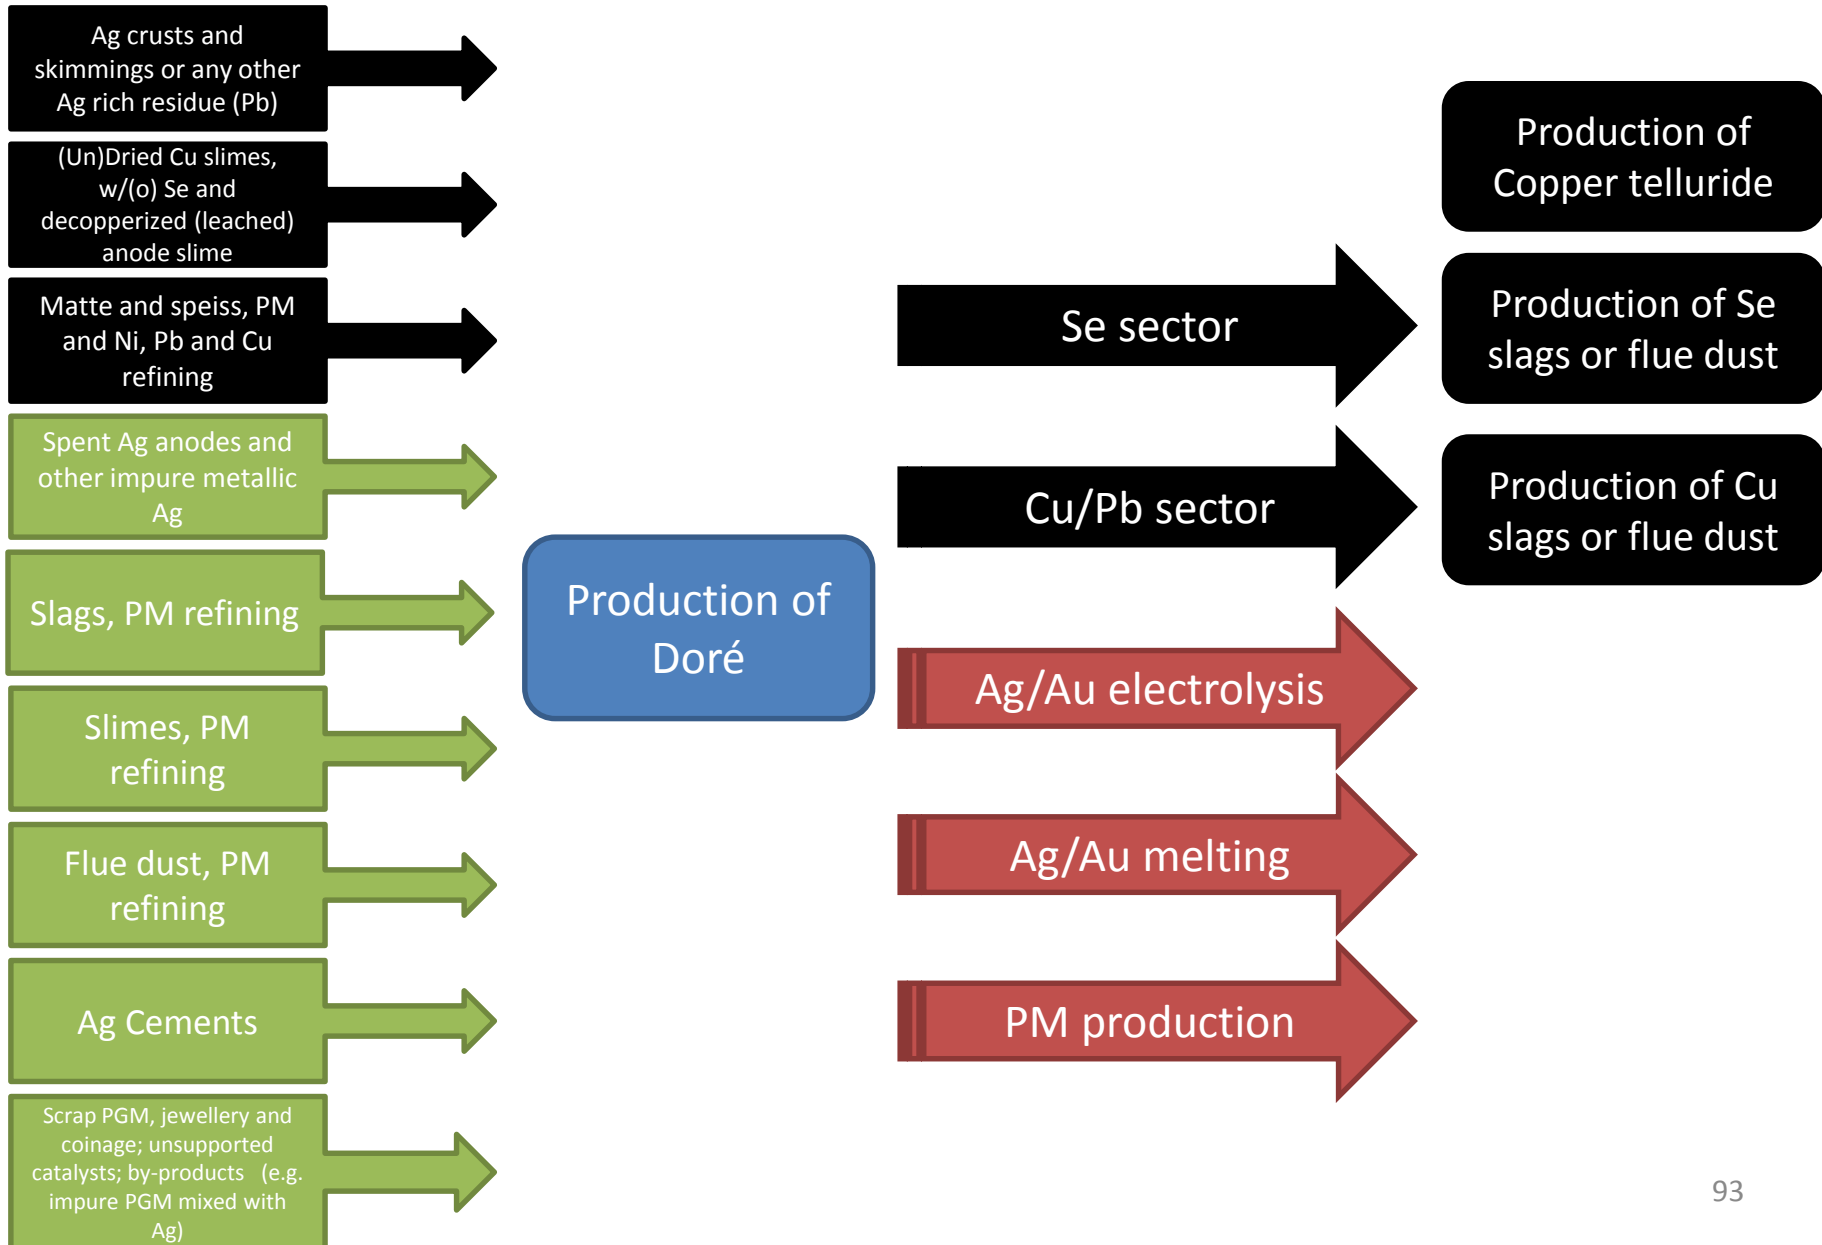 Ag crusts and
skimmings or any other
Ag rich residue (Pb)
(Un)Dried Cu slimes,
w/(o) Se and
decopperized (leached)
anode slime
Matte and speiss, PM
and Ni, Pb and Cu
refining
Spent Ag anodes and
other impure metallic
Ag
Slags, PM refining
Slimes, PM
refining
Flue dust, PM
refining
Ag Cements
Scrap PGM, jewellery and
coinage; unsupported
catalysts; by-products (e.g.
impure PGM mixed with
Ag)
Production of
Doré
Se sector
Cu/Pb sector
Ag/Au electrolysis
Ag/Au melting
PM production
Production of
Copper telluride
Production of Se
slags or flue dust
Production of Cu
slags or flue dust
93